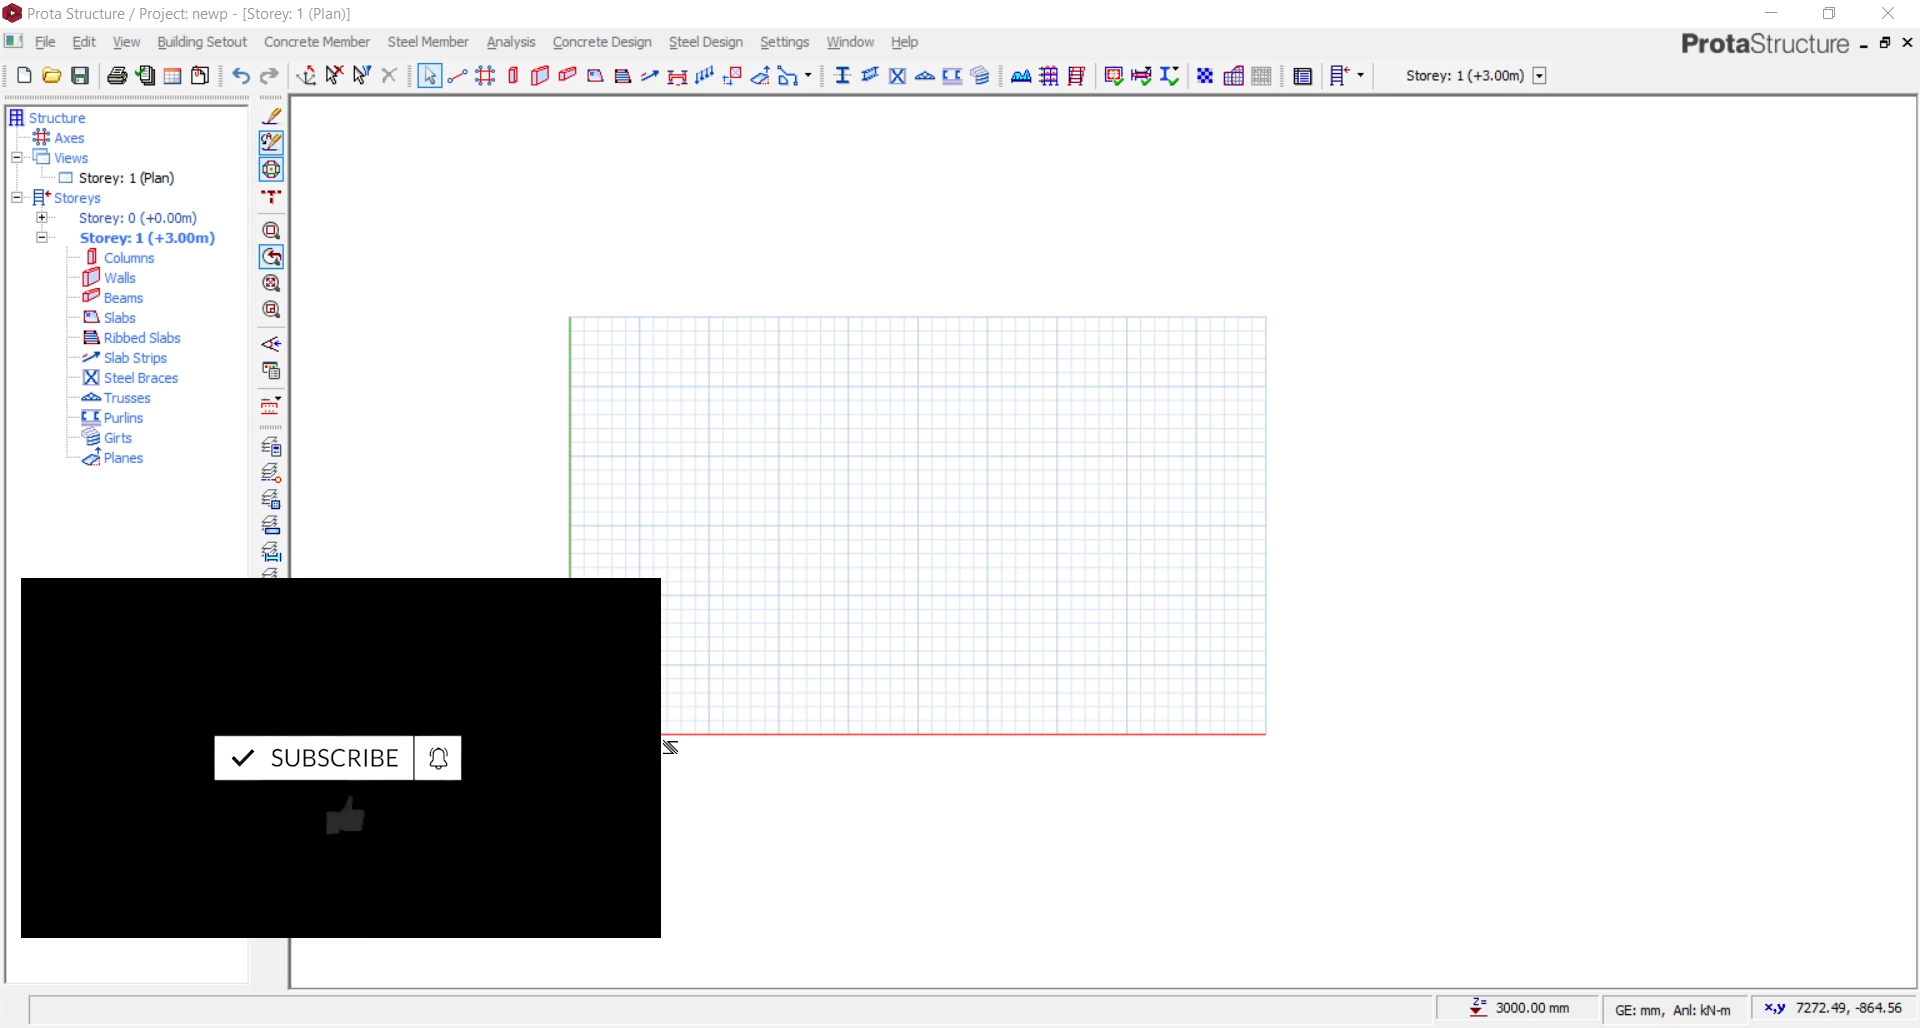 Prota Structure / Project: newp - [Storey: 1 (Plan)]
File Edit View Building Setout Concrete Member Steel Member Analysis Concrete Design Steel Design Settings Window Help
ProtaStructure
Storey: 1 (+3.00m)
Structure
Axes
Views
Storey: 1 (Plan)
Storeys
Storey: 0 (+0.00m)
Storey: 1 (+3.00m)
Columns
Walls
Beams
Slabs
Ribbed Slabs
Slab Strips
Steel Braces
Trusses
Purlins
Girts
Planes
SUBSCRIBE
Z= 3000.00 mm
GE: mm, Anl: kN-m
x,y 7272.49, -864.56